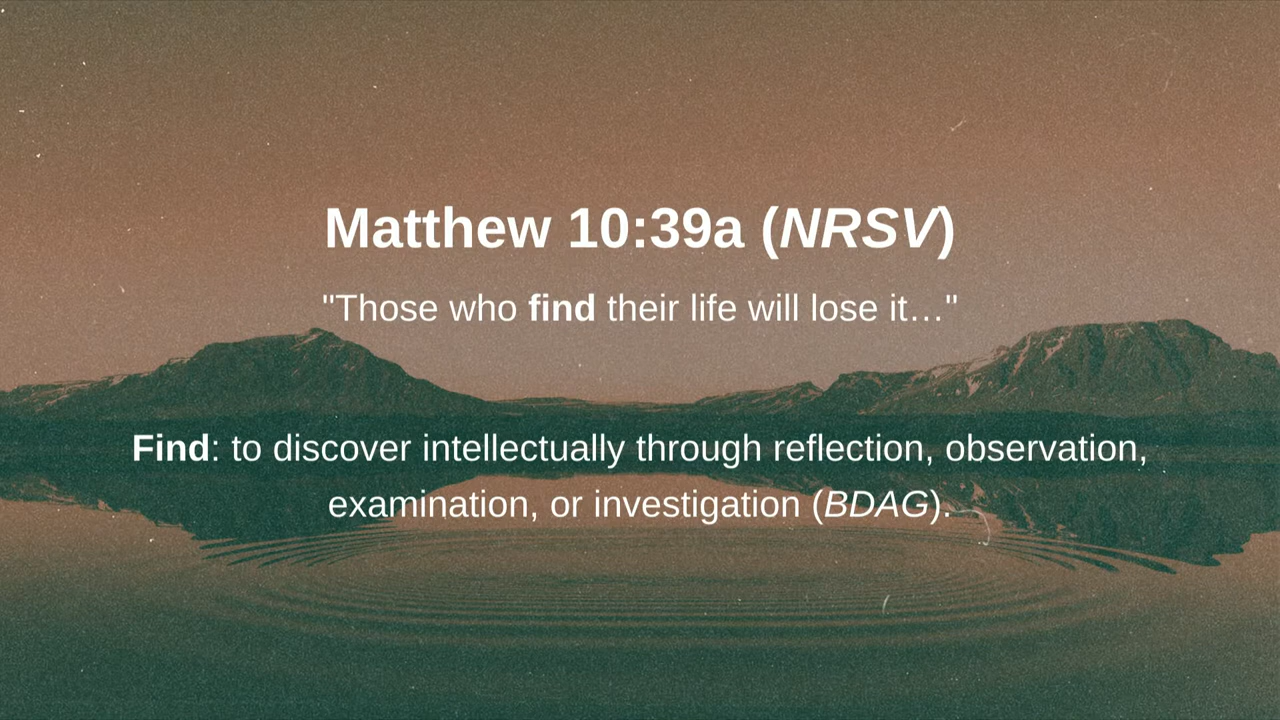 Matthew 10:39a (NRSV)
"Those who find their life will lose it…"
Find: to discover intellectually through reflection, observation,
examination, or investigation (BDAG).